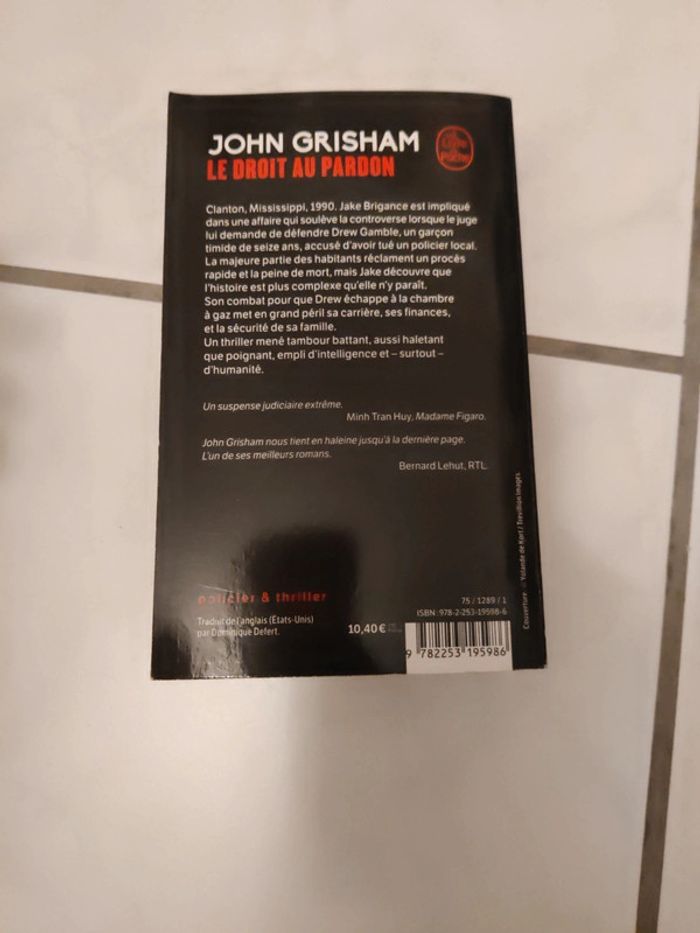 JOHN GRISHAM
LE DROIT AU PARDON
Le Livre de Poche
Clanton, Mississippi, 1990. Jake Brigance est impliqué
dans une affaire qui soulève la controverse lorsque le juge
lui demande de défendre Drew Gamble, un garçon
timide de seize ans, accusé d'avoir tué un policier local.
La majeure partie des habitants réclament un procès
rapide et la peine de mort, mais Jake découvre que
l'histoire est plus complexe qu'elle n'y paraît.
Son combat pour que Drew échappe à la chambre
à gaz met en grand péril sa carrière, ses finances,
et la sécurité de sa famille.
Un thriller mené tambour battant, aussi haletant
que poignant, empli d'intelligence et – surtout –
d'humanité.
Un suspense judiciaire extrême.
Minh Tran Huy, Madame Figaro.
John Grisham nous tient en haleine jusqu'à la dernière page.
L'un de ses meilleurs romans.
Bernard Lehut, RTL.
policier & thriller
Traduit de l'anglais (États-Unis)
par Dominique Defert.
10,40 €
75 / 1289 / 1
ISBN : 978-2-253-19598-6
9 782253 195986
Couverture : © Yolande de Kort / Trevillion Images.